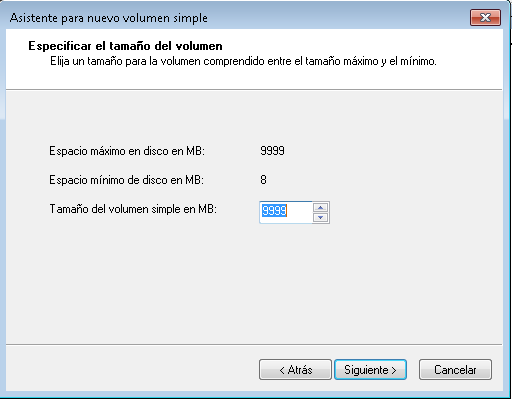 Asistente para nuevo volumen simple
Especificar el tamaño del volumen
Elija un tamaño para la volumen comprendido entre el tamaño máximo y el mínimo.
Espacio máximo en disco en MB: 9999
Espacio mínimo de disco en MB: 8
Tamaño del volumen simple en MB: 9999
< Atrás Siguiente > Cancelar